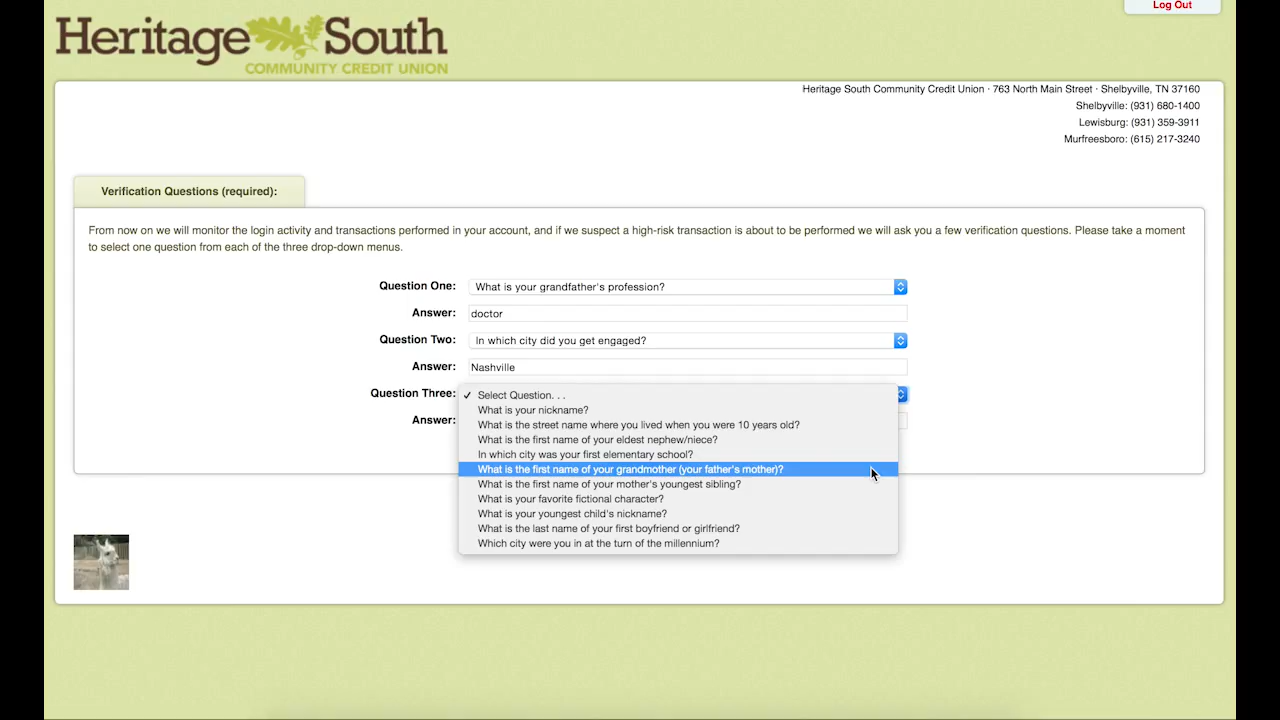 Log Out
Heritage South
COMMUNITY CREDIT UNION
Heritage South Community Credit Union · 763 North Main Street · Shelbyville, TN 37160
Shelbyville: (931) 680-1400
Lewisburg: (931) 359-3911
Murfreesboro: (615) 217-3240
Verification Questions (required):
From now on we will monitor the login activity and transactions performed in your account, and if we suspect a high-risk transaction is about to be performed we will ask you a few verification questions. Please take a moment
to select one question from each of the three drop-down menus.
Question One: What is your grandfather's profession?
Answer: doctor
Question Two: In which city did you get engaged?
Answer: Nashville
Question Three: ✓ Select Question. . .
What is your nickname?
Answer: What is the street name where you lived when you were 10 years old?
What is the first name of your eldest nephew/niece?
In which city was your first elementary school?
What is the first name of your grandmother (your father's mother)?
What is the first name of your mother's youngest sibling?
What is your favorite fictional character?
What is your youngest child's nickname?
What is the last name of your first boyfriend or girlfriend?
Which city were you in at the turn of the millennium?